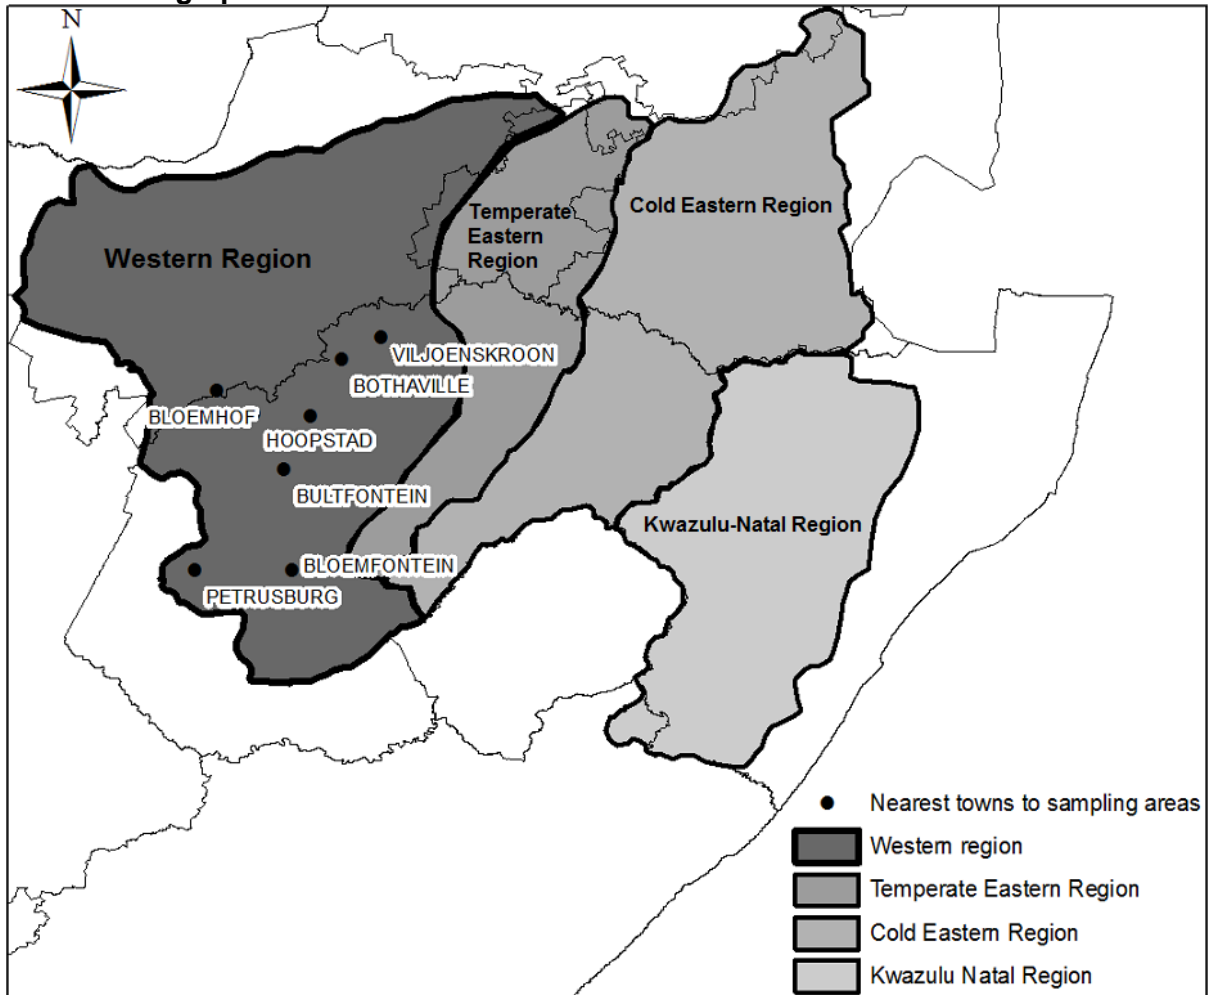 N
Western Region
Temperate
Eastern
Region
Cold Eastern Region
VILJOENSKROON
BOTHAVILLE
BLOEMHOF
HOOPSTAD
BULTFONTEIN
Kwazulu-Natal Region
BLOEMFONTEIN
PETRUSBURG
Nearest towns to sampling areas
Western region
Temperate Eastern Region
Cold Eastern Region
Kwazulu Natal Region